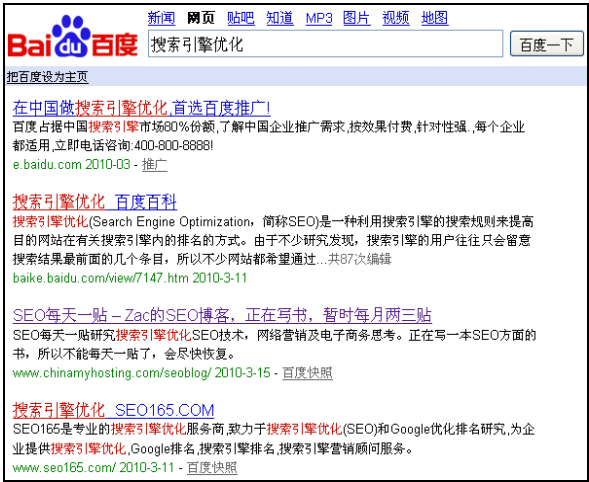 新闻 网页 贴吧 知道 MP3 图片 视频 地图
Bai du 百度 搜索引擎优化 百度一下
把百度设为主页
在中国做搜索引擎优化,首选百度推广!
百度占据中国搜索引擎市场80%份额,了解中国企业推广需求,按效果付费,针对性强.,每个企业
都适用,立即电话咨询:400-800-8888!
e.baidu.com 2010-03 - 推广
搜索引擎优化_百度百科
搜索引擎优化(Search Engine Optimization，简称SEO)是一种利用搜索引擎的搜索规则来提高
目的网站在有关搜索引擎内的排名的方式。由于不少研究发现，搜索引擎的用户往往只会留意
搜索结果最前面的几个条目，所以不少网站都希望通过...共87次编辑
baike.baidu.com/view/7147.htm 2010-3-11
SEO每天一贴 – Zac的SEO博客，正在写书，暂时每月两三贴
SEO每天一贴研究搜索引擎优化SEO技术，网络营销及电子商务思考。正在写一本SEO方面的
书，所以不能每天一贴了，会尽快恢复。
www.chinamyhosting.com/seoblog/ 2010-3-15 - 百度快照
搜索引擎优化_SEO165.COM
SEO165是专业的搜索引擎优化服务商,致力于搜索引擎优化(SEO)和Google优化排名研究,为企
业提供搜索引擎优化,Google排名,搜索引擎排名,搜索引擎营销顾问服务。
www.seo165.com/ 2010-3-11 - 百度快照